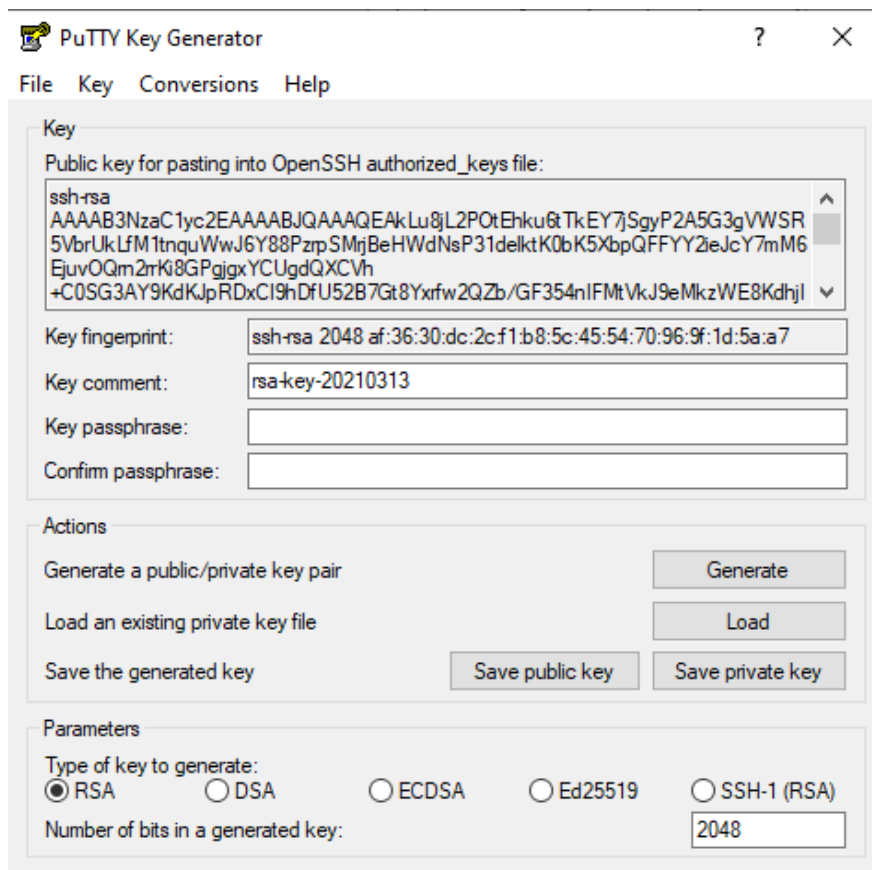 PuTTY Key Generator
? X
File Key Conversions Help
Key
Public key for pasting into OpenSSH authorized_keys file:
ssh-rsa
AAAAB3NzaC1yc2EAAAABJQAAAQEAkLu8jL2POtEhku6tTkEY7jSgyP2A5G3gVWSR
5VbrUkLfM1tnquWwJ6Y88PzrpSMrjBeHWdNsP31delktK0bK5XbpQFFYY2ieJcY7mM6
EjuvOQm2rrKi8GPgjgxYCUgdQXCVh
+C0SG3AY9KdKJpRDxCI9hDfU52B7Gt8Yxrfw2QZb/GF354nIFMtVkJ9eMkzWE8KdhjI
Key fingerprint: ssh-rsa 2048 af:36:30:dc:2c:f1:b8:5c:45:54:70:96:9f:1d:5a:a7
Key comment: rsa-key-20210313
Key passphrase:
Confirm passphrase:
Actions
Generate a public/private key pair Generate
Load an existing private key file Load
Save the generated key Save public key Save private key
Parameters
Type of key to generate:
RSA DSA ECDSA Ed25519 SSH-1 (RSA)
Number of bits in a generated key: 2048